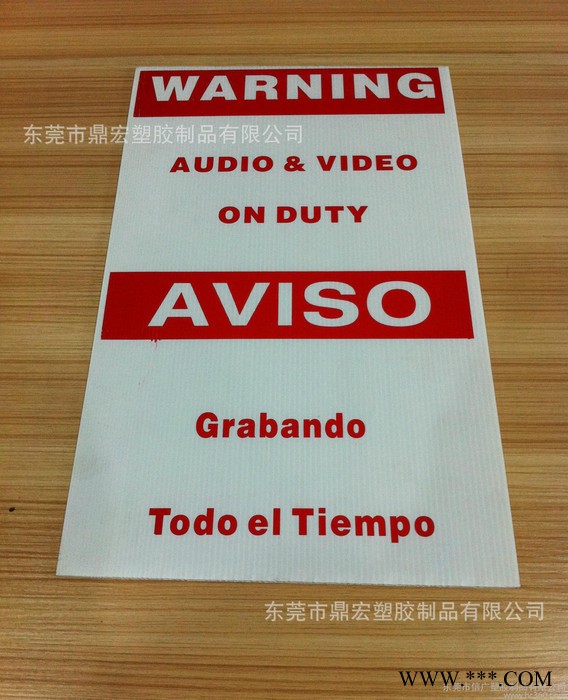 WARNING
东莞市鼎宏塑胶制品有限公司
AUDIO & VIDEO
ON DUTY
AVISO
Grabando
Todo el Tiempo
东莞市鼎宏塑胶制品有限公司
WWW.***.COM